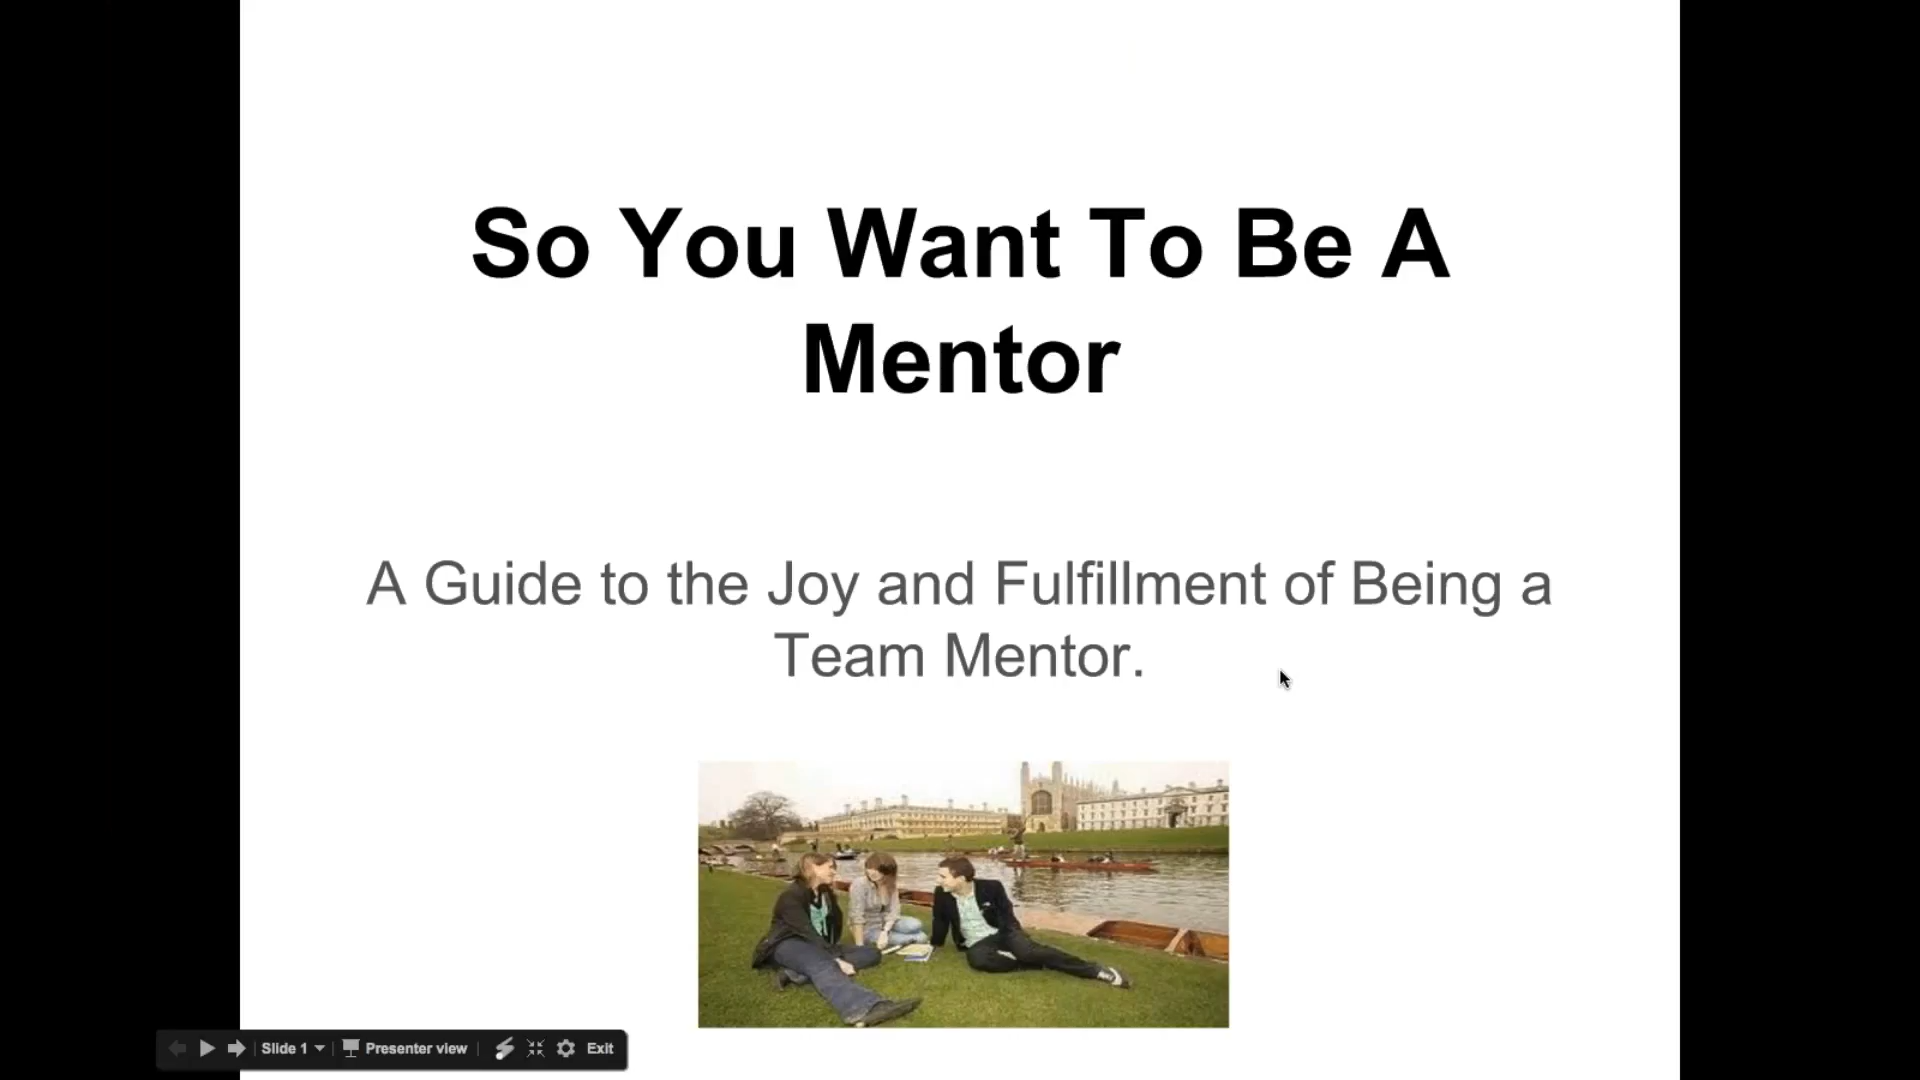 So You Want To Be A
Mentor
A Guide to the Joy and Fulfillment of Being a
Team Mentor.
Slide 1
Presenter view
Exit